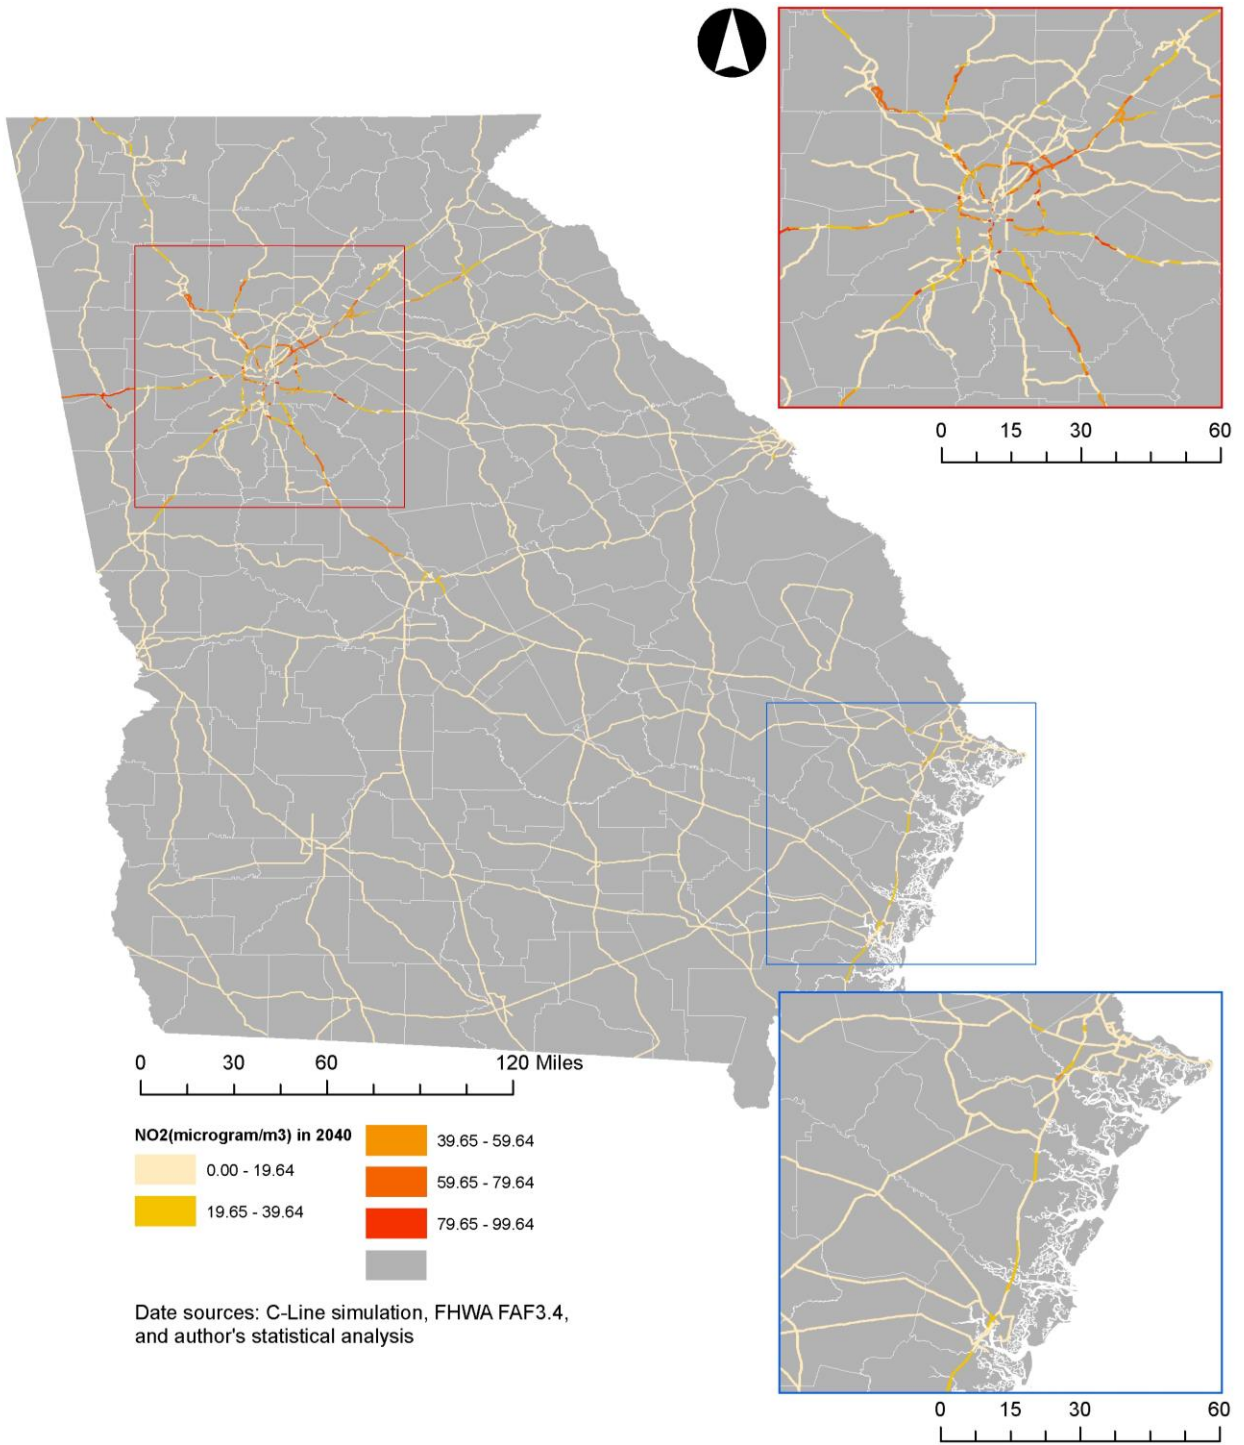 0 15 30 60
0 30 60 120 Miles
NO2(microgram/m3) in 2040
0.00 - 19.64
19.65 - 39.64
39.65 - 59.64
59.65 - 79.64
79.65 - 99.64
Date sources: C-Line simulation, FHWA FAF3.4,
and author's statistical analysis
0 15 30 60